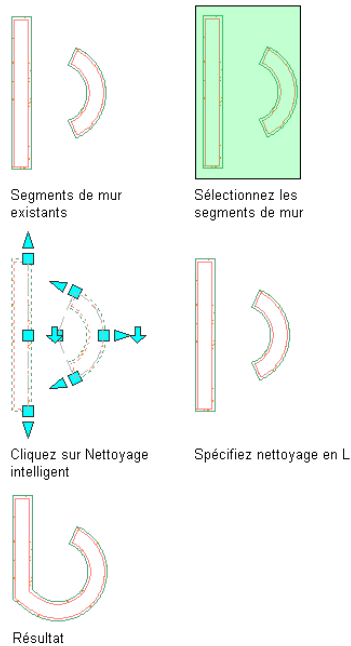 Segments de mur
existants
Sélectionnez les
segments de mur
Cliquez sur Nettoyage
intelligent
Spécifiez nettoyage en L
Résultat